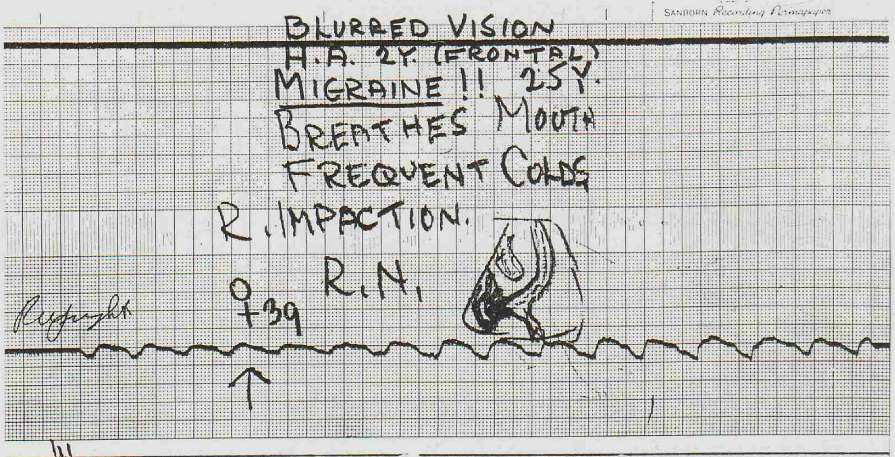 SANBORN Recording Permapaper
BLURRED VISION
H.A. 2Y. (FRONTAL)
MIGRAINE !! 25Y.
BREATHES MOUTH
FREQUENT COLDS
R. IMPACTION.
R.N.
♀ 39